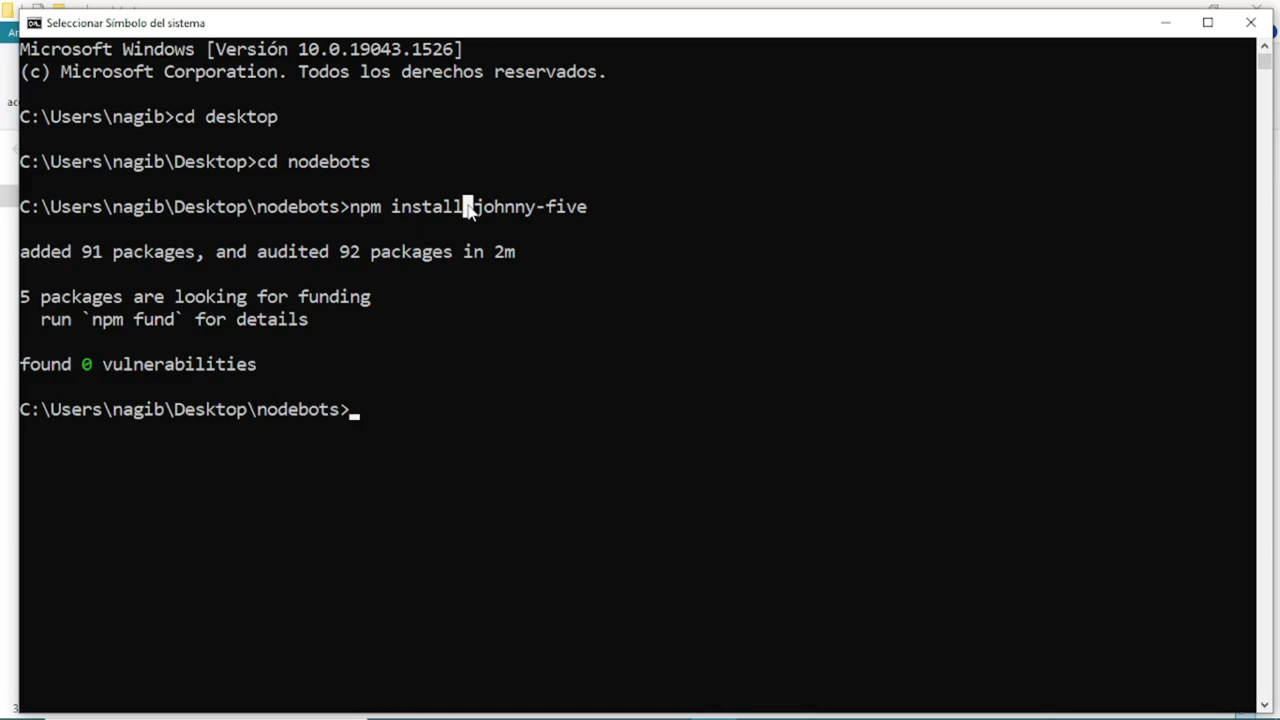 Seleccionar Símbolo del sistema
Microsoft Windows [Versión 10.0.19043.1526]
(c) Microsoft Corporation. Todos los derechos reservados.
C:\Users\nagib>cd desktop
C:\Users\nagib\Desktop>cd nodebots
C:\Users\nagib\Desktop\nodebots>npm install johnny-five
added 91 packages, and audited 92 packages in 2m
5 packages are looking for funding
run `npm fund` for details
found 0 vulnerabilities
C:\Users\nagib\Desktop\nodebots>